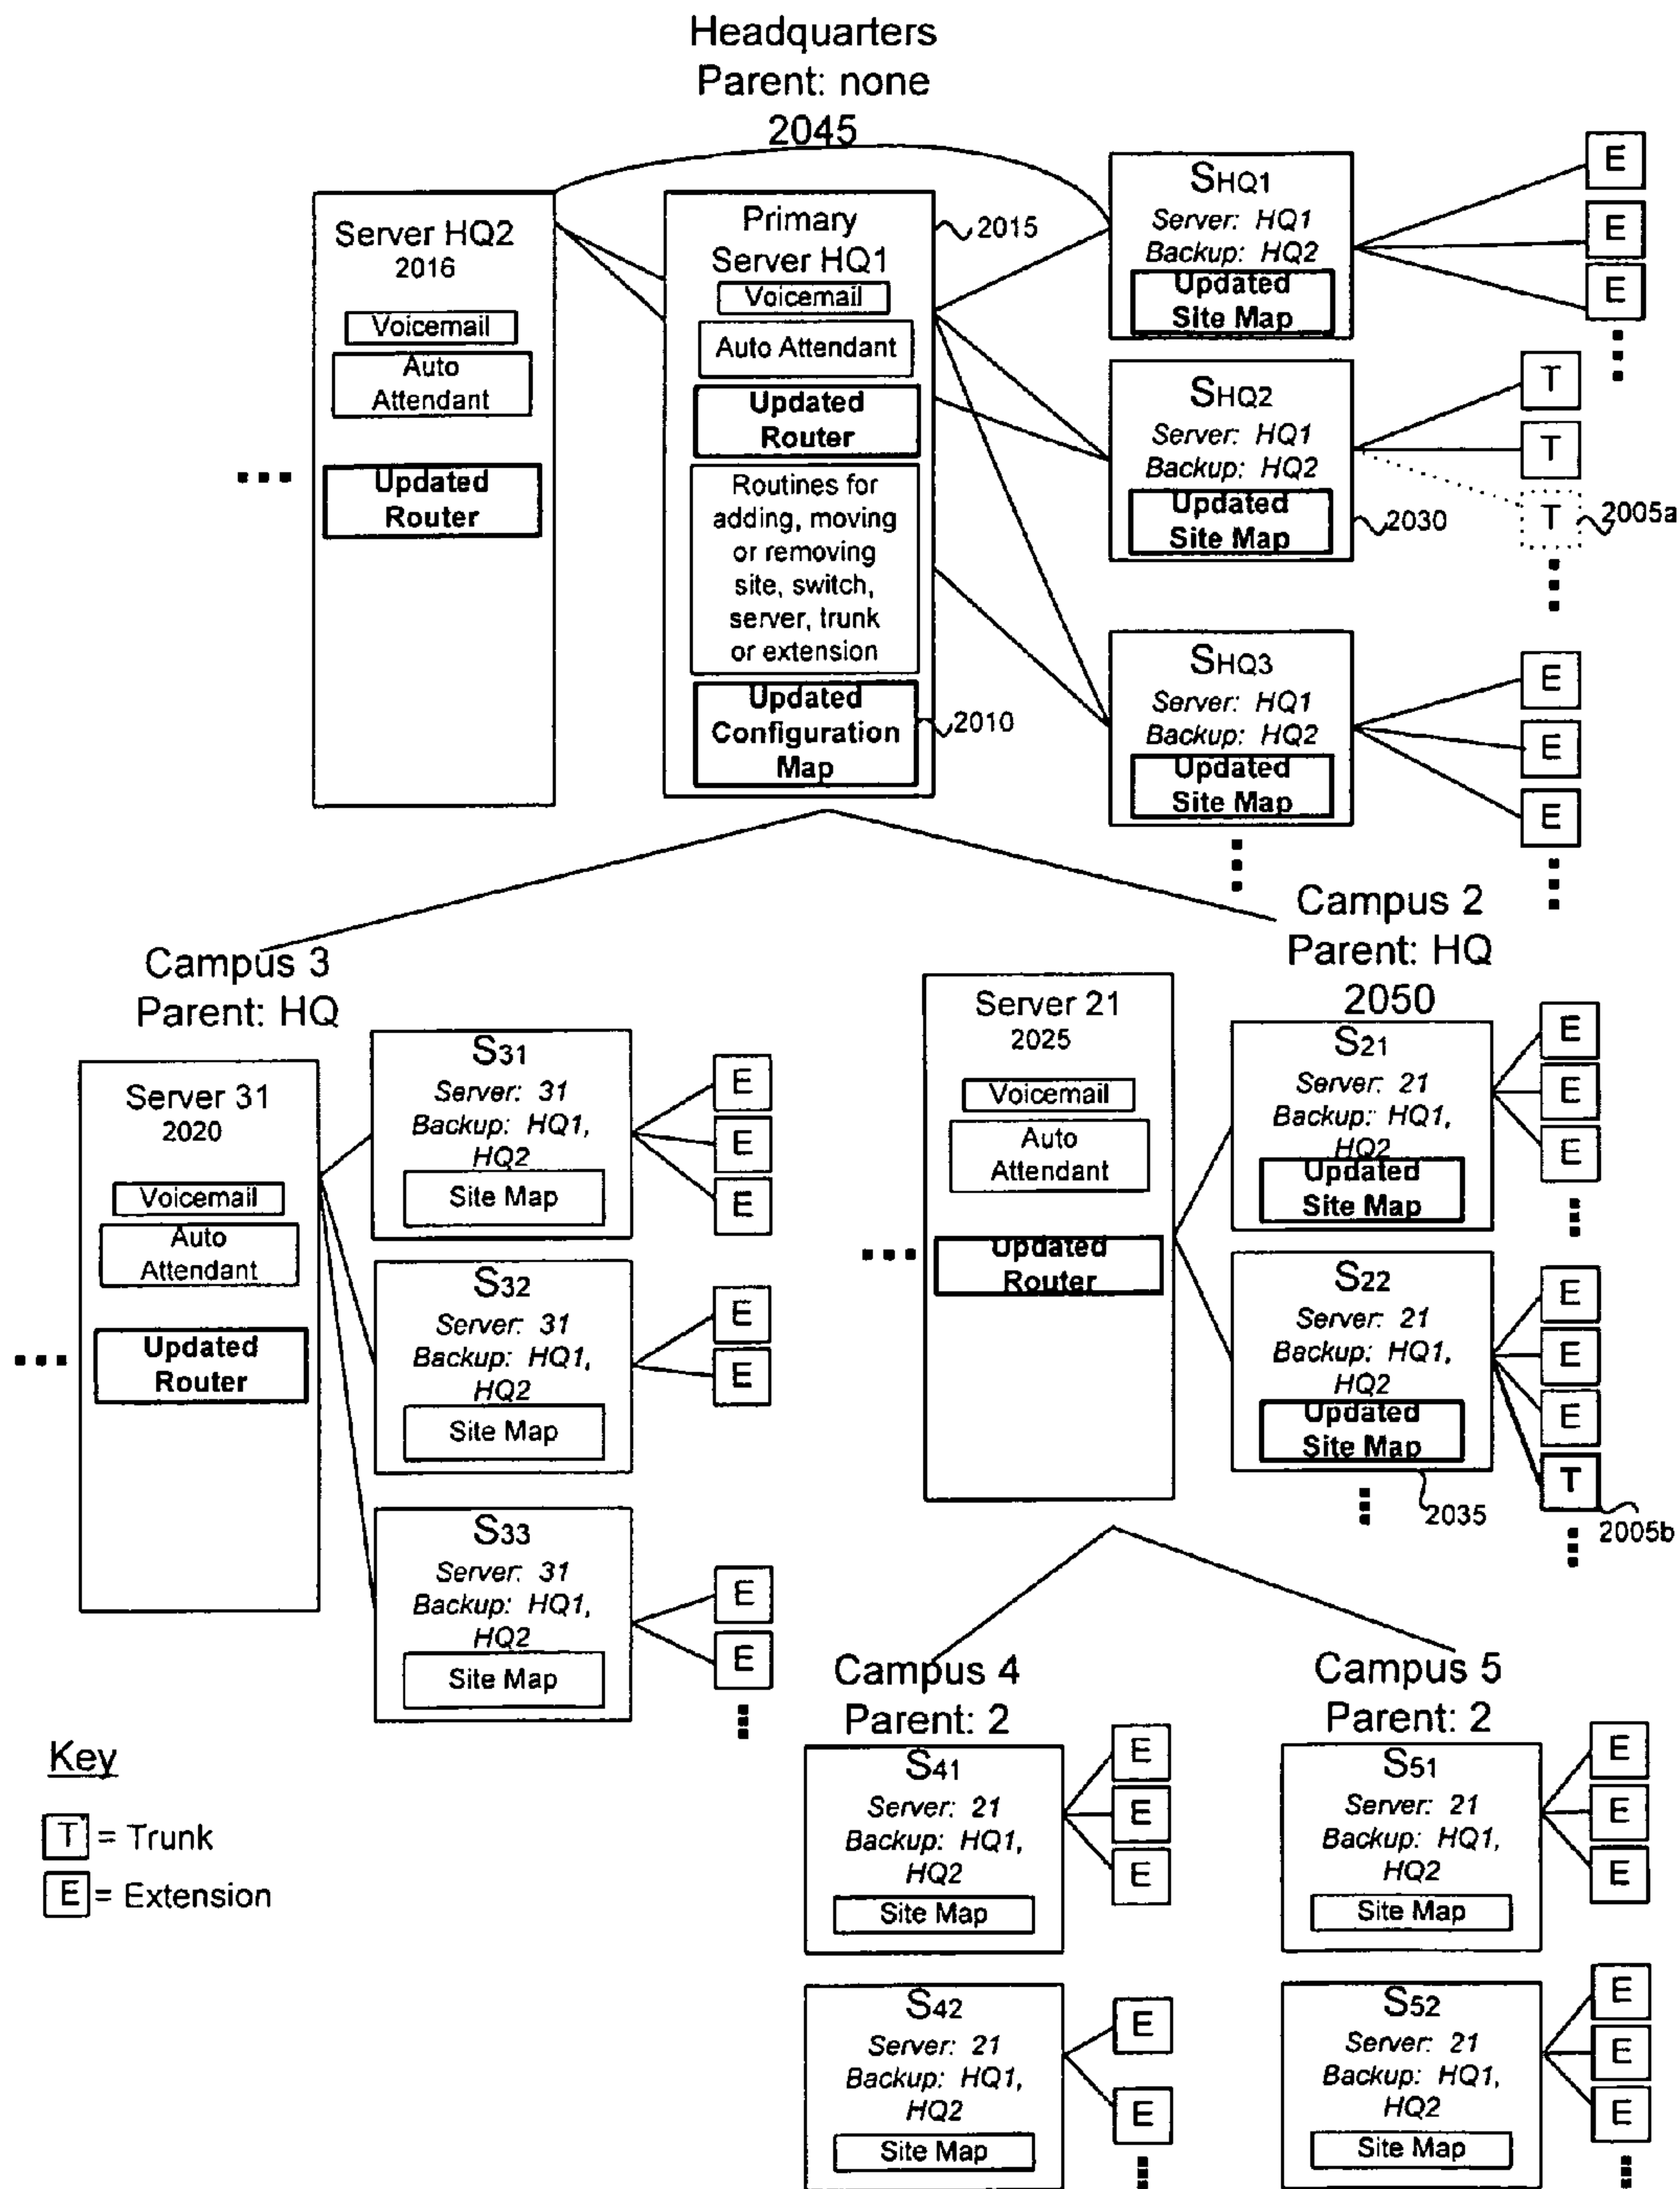 Headquarters
Parent: none
2045
Server HQ2
2016
Voicemail
Auto
Attendant
Updated
Router
Primary
Server HQ1
2015
Voicemail
Auto Attendant
Updated
Router
Routines for
adding, moving
or removing
site, switch,
server, trunk
or extension
Updated
Configuration
Map
2010
SHQ1
Server: HQ1
Backup: HQ2
Updated
Site Map
E
E
E
SHQ2
Server: HQ1
Backup: HQ2
Updated
Site Map
2030
T
T
T
2005a
SHQ3
Server: HQ1
Backup: HQ2
Updated
Site Map
E
E
E
Campus 3
Parent: HQ
Server 31
2020
Voicemail
Auto
Attendant
Updated
Router
S31
Server: 31
Backup: HQ1,
HQ2
Site Map
E
E
E
S32
Server: 31
Backup: HQ1,
HQ2
Site Map
E
E
S33
Server: 31
Backup: HQ1,
HQ2
Site Map
E
E
Campus 2
Parent: HQ
2050
Server 21
2025
Voicemail
Auto
Attendant
Updated
Router
S21
Server: 21
Backup: HQ1,
HQ2
Updated
Site Map
E
E
E
S22
Server: 21
Backup: HQ1,
HQ2
Updated
Site Map
2035
E
E
E
T
2005b
Campus 4
Parent: 2
S41
Server: 21
Backup: HQ1,
HQ2
Site Map
E
E
E
S42
Server: 21
Backup: HQ1,
HQ2
Site Map
E
E
Campus 5
Parent: 2
S51
Server: 21
Backup: HQ1,
HQ2
Site Map
E
E
E
S52
Server: 21
Backup: HQ1,
HQ2
Site Map
E
E
E
Key
T = Trunk
E = Extension